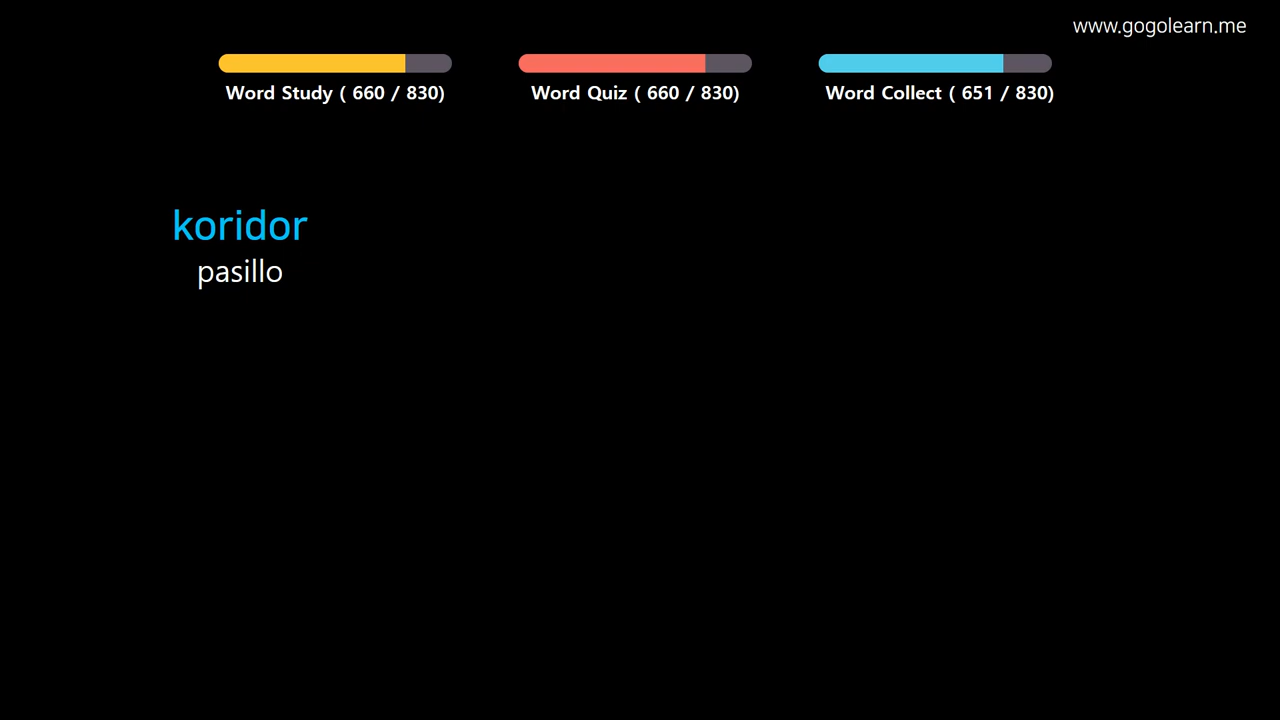 www.gogolearn.me
Word Study ( 660 / 830)
Word Quiz ( 660 / 830)
Word Collect ( 651 / 830)
koridor
pasillo